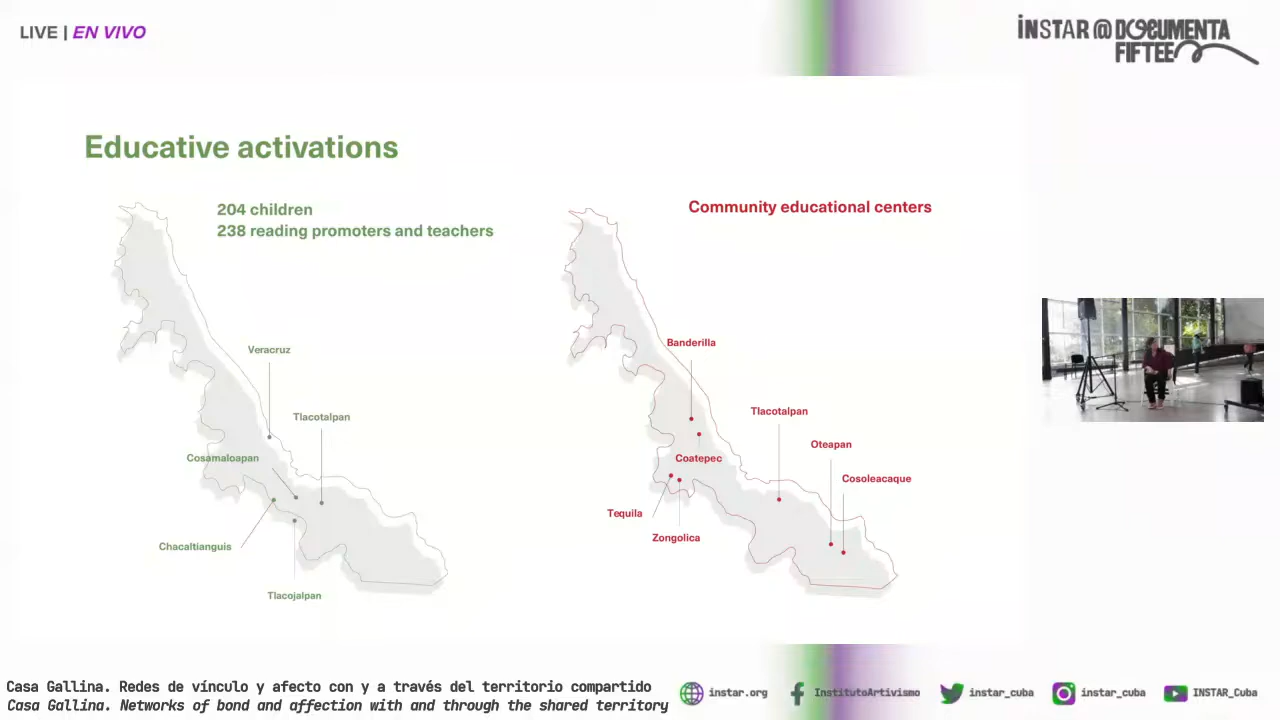 LIVE | EN VIVO
iNSTAR @ DOCUMENTA
FIFTEEN
Educative activations
204 children
238 reading promoters and teachers
Veracruz
Tlacotalpan
Cosamaloapan
Chacaltianguis
Tlacojalpan
Community educational centers
Banderilla
Tlacotalpan
Oteapan
Coatepec
Cosoleacaque
Tequila
Zongolica
Casa Gallina. Redes de vínculo y afecto con y a través del territorio compartido
Casa Gallina. Networks of bond and affection with and through the shared territory
instar.org
InstitutoArtivismo
instar_cuba
instar_cuba
INSTAR_Cuba